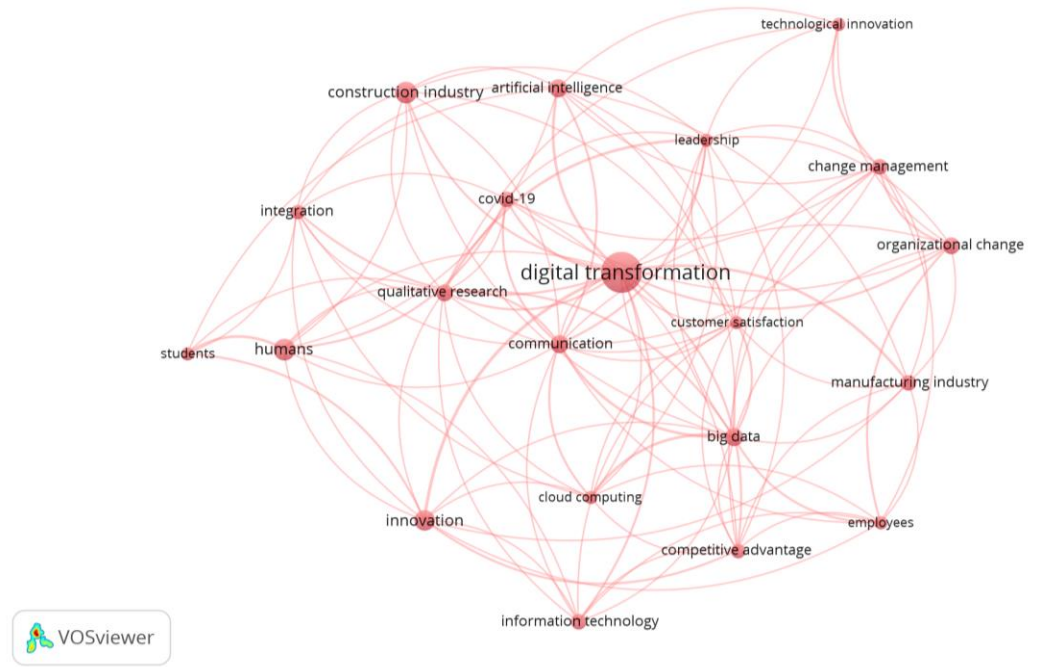 technological innovation
construction industry
artificial intelligence
leadership
change management
covid-19
integration
organizational change
digital transformation
qualitative research
customer satisfaction
communication
humans
students
manufacturing industry
big data
cloud computing
innovation
employees
competitive advantage
information technology
VOSviewer